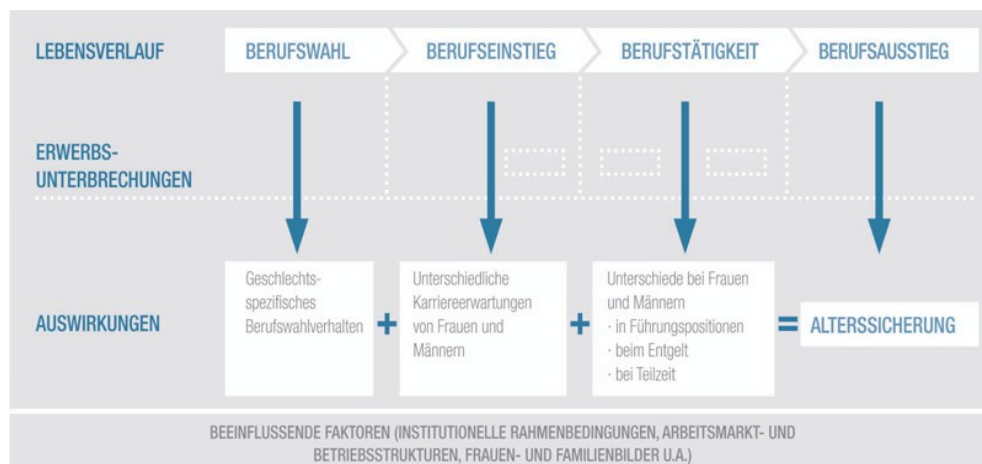 LEBENSVERLAUF
BERUFSWAHL
BERUFSEINSTIEG
BERUFSTÄTIGKEIT
BERUFSAUSSTIEG
ERWERBS-
UNTERBRECHUNGEN
AUSWIRKUNGEN
Geschlechts-
spezifisches
Berufswahlverhalten
+
Unterschiedliche
Karriereerwartungen
von Frauen und
Männern
+
Unterschiede bei Frauen
und Männern
· in Führungspositionen
· beim Entgelt
· bei Teilzeit
=
ALTERSSICHERUNG
BEEINFLUSSENDE FAKTOREN (INSTITUTIONELLE RAHMENBEDINGUNGEN, ARBEITSMARKT- UND
BETRIEBSSTRUKTUREN, FRAUEN- UND FAMILIENBILDER U.A.)